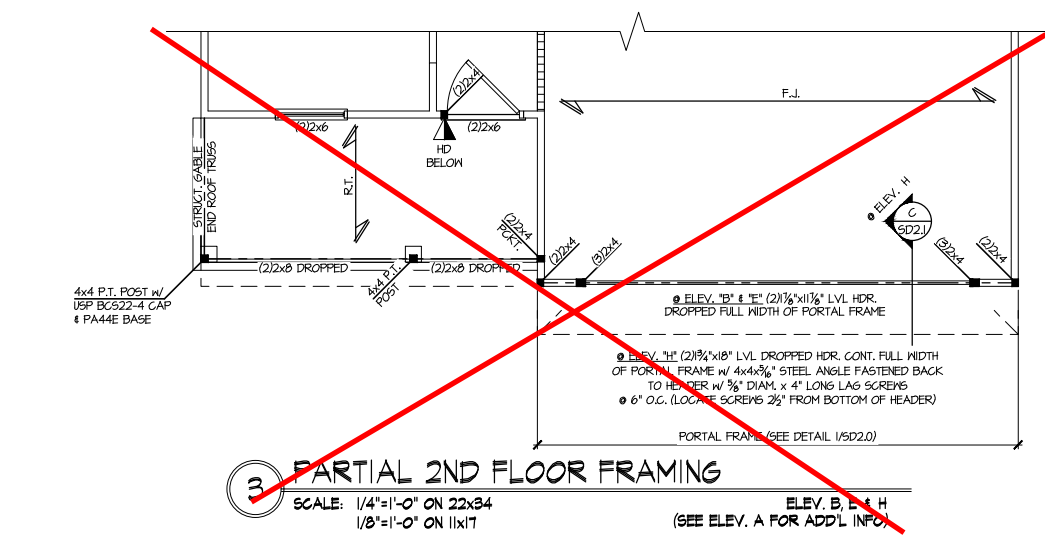 F.J.
(2)2x4
(2)2x6
(2)2x6
HD
BELOW
STRUCT. GABLE
END ROOF TRUSS
R.T.
@ ELEV. H
C
SD2.1
(2)2x4
PCKT.
(2)2x4
(3)2x4
(3)2x4
(2)2x4
(2)2x8 DROPPED
(2)2x8 DROPPED
4x4 P.T.
POST
4x4 P.T. POST W/
USP BCS22-4 CAP
& PA44E BASE
@ ELEV. "B" & "E" (2)1⅞"x11⅞" LVL HDR.
DROPPED FULL WIDTH OF PORTAL FRAME
@ ELEV. "H" (2)1¾"x18" LVL DROPPED HDR. CONT. FULL WIDTH
OF PORTAL FRAME W/ 4x4x5/16" STEEL ANGLE FASTENED BACK
TO HEADER W/ ⅝" DIAM. x 4" LONG LAG SCREWS
@ 6" O.C. (LOCATE SCREWS 2½" FROM BOTTOM OF HEADER)
PORTAL FRAME (SEE DETAIL 1/SD2.0)
3
PARTIAL 2ND FLOOR FRAMING
SCALE: 1/4"=1'-0" ON 22x34
1/8"=1'-0" ON 11x17
ELEV. B, E & H
(SEE ELEV. A FOR ADD'L INFO)